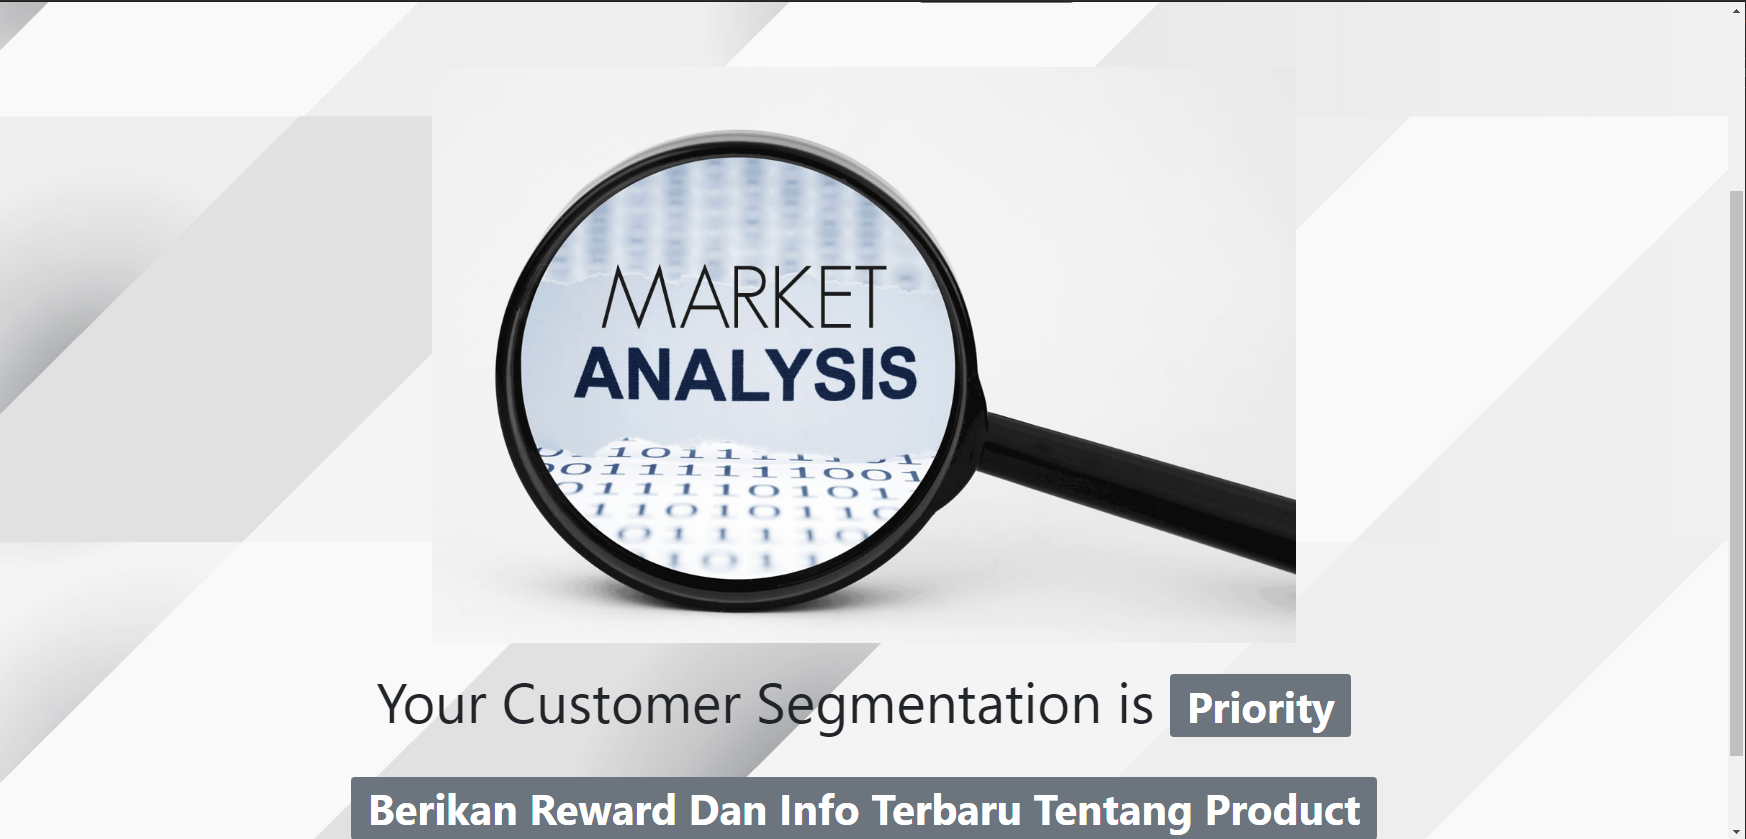 MARKET
ANALYSIS
Your Customer Segmentation is Priority
Berikan Reward Dan Info Terbaru Tentang Product